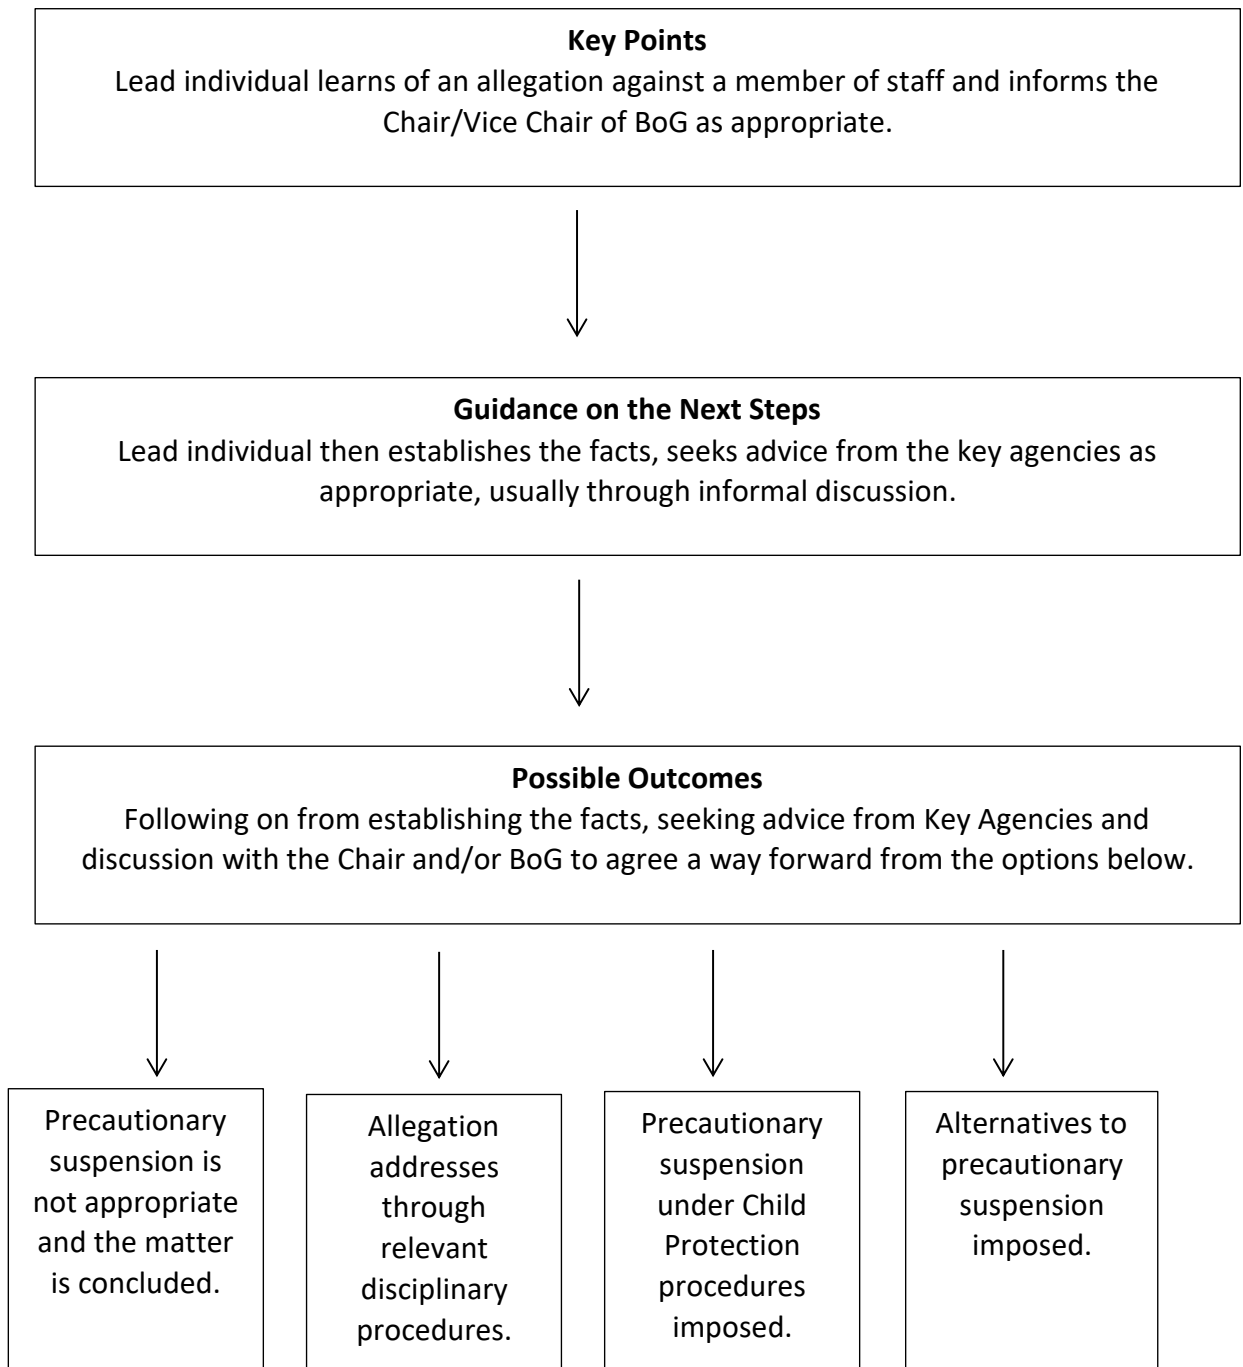 Key Points
Lead individual learns of an allegation against a member of staff and informs the
Chair/Vice Chair of BoG as appropriate.
Guidance on the Next Steps
Lead individual then establishes the facts, seeks advice from the key agencies as
appropriate, usually through informal discussion.
Possible Outcomes
Following on from establishing the facts, seeking advice from Key Agencies and
discussion with the Chair and/or BoG to agree a way forward from the options below.
Precautionary
suspension is
not appropriate
and the matter
is concluded.
Allegation
addresses
through
relevant
disciplinary
procedures.
Precautionary
suspension
under Child
Protection
procedures
imposed.
Alternatives to
precautionary
suspension
imposed.